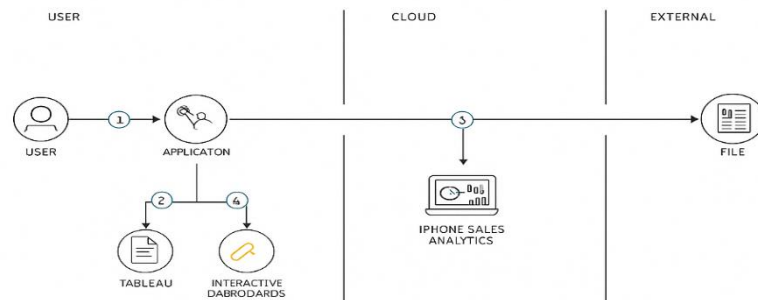 USER
CLOUD
EXTERNAL
1
3
USER
APPLICATON
FILE
2
4
IPHONE SALES
ANALYTICS
TABLEAU
INTERACTIVE
DABRODARDS